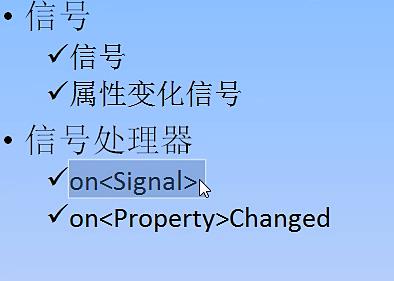 • 信号
✓信号
✓属性变化信号
• 信号处理器
✓on<Signal>
✓on<Property>Changed